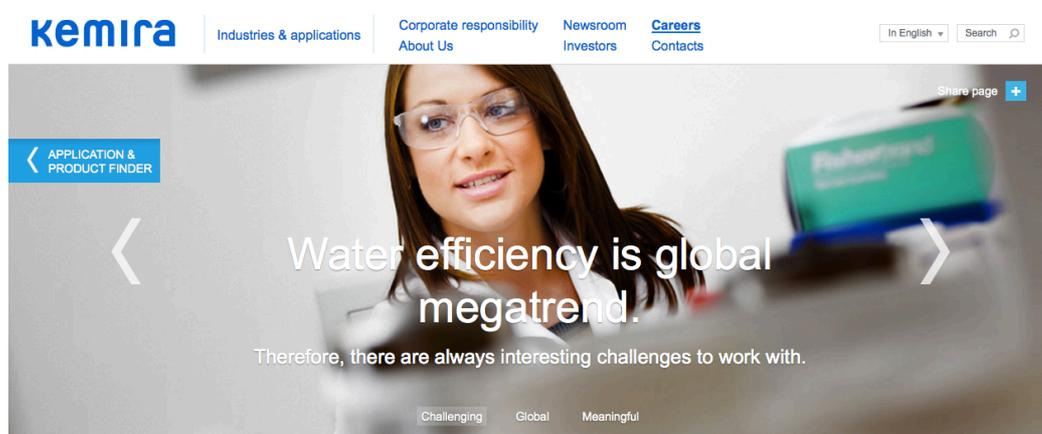 Kemira
Industries & applications
Corporate responsibility
About Us
Newsroom
Investors
Careers
Contacts
In English
Search
Share page +
APPLICATION &
PRODUCT FINDER
Water efficiency is global
megatrend.
Therefore, there are always interesting challenges to work with.
Challenging Global Meaningful